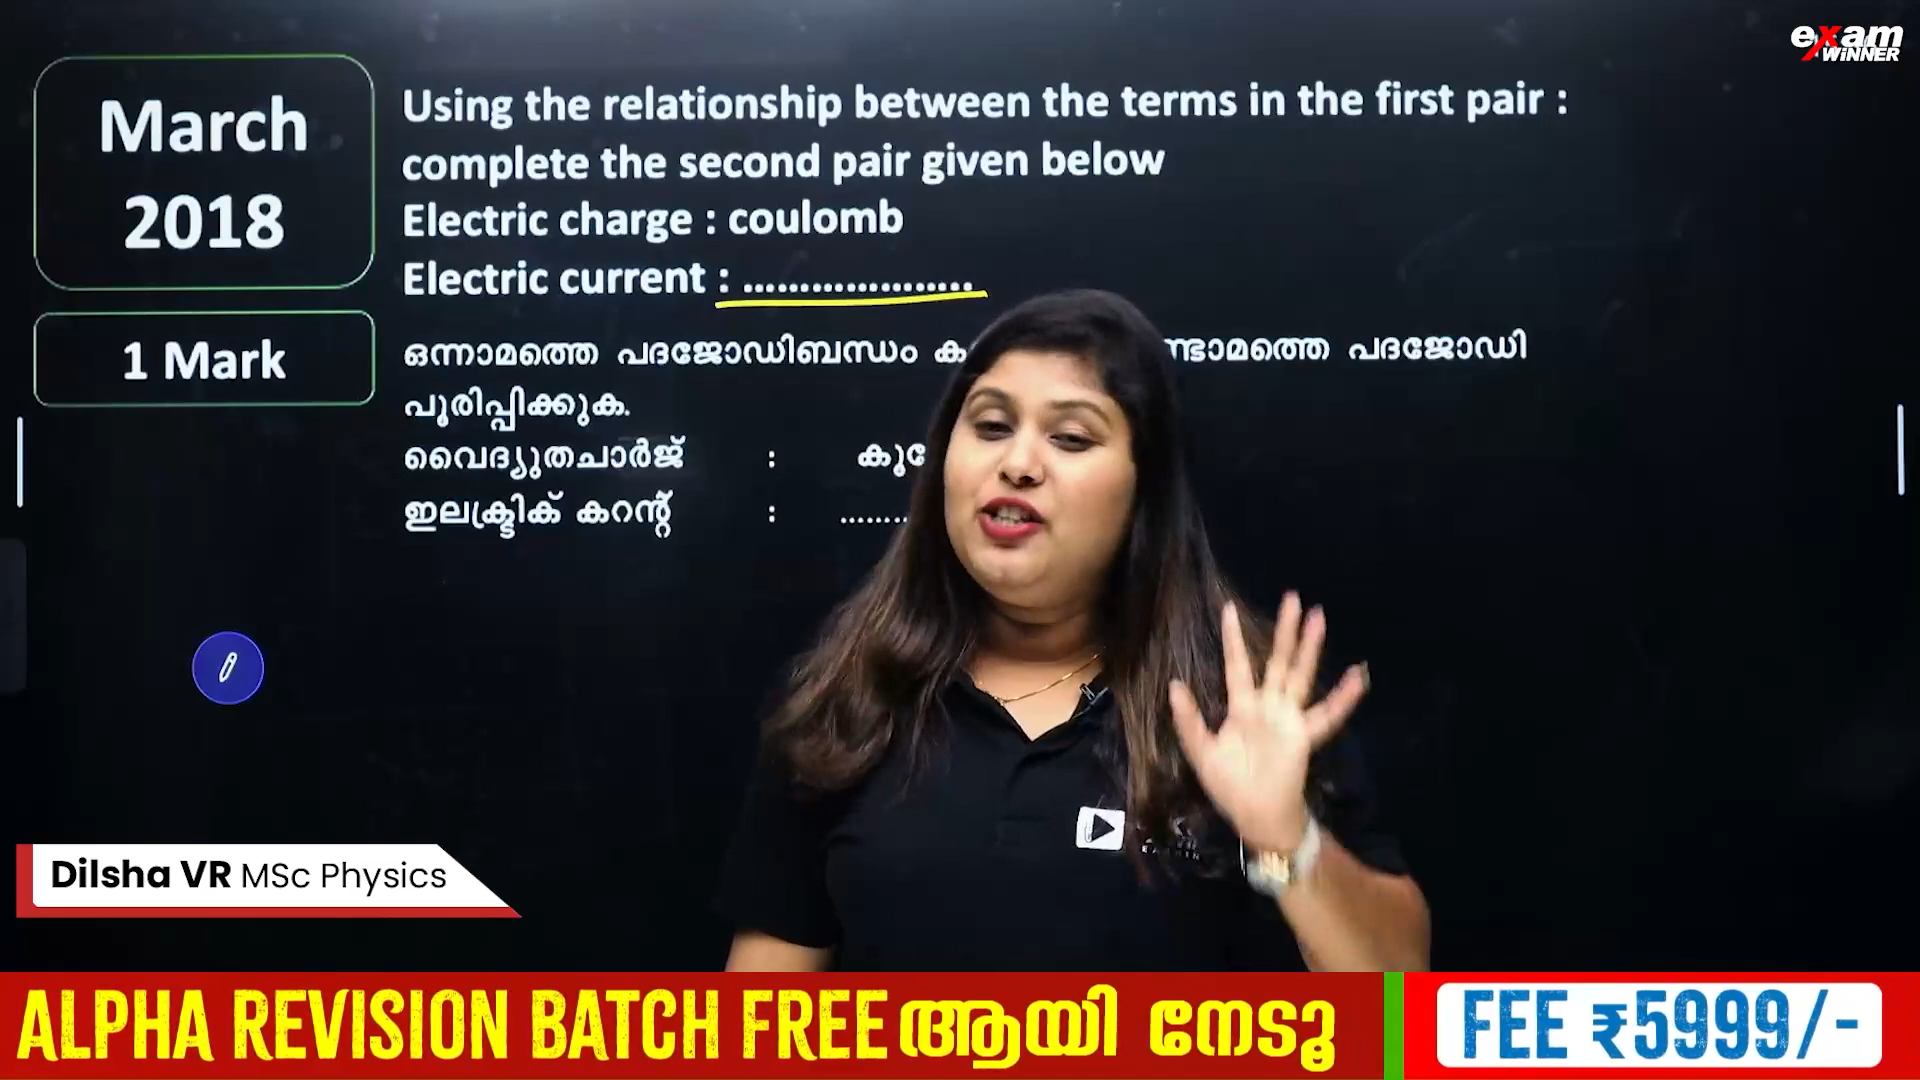 exam
WINNER
March
2018
Using the relationship between the terms in the first pair :
complete the second pair given below
Electric charge : coulomb
Electric current : .....................
1 Mark
ഒന്നാമത്തെ പദജോഡിബന്ധം പദജോഡി
പൂരിപ്പിക്കുക.
വൈദ്യുതചാർജ് :
ഇലക്ട്രിക് കറന്റ് : ........
Dilsha VR MSc Physics
ALPHA REVISION BATCH FREE ആയി നേടൂ
FEE ₹5999/-